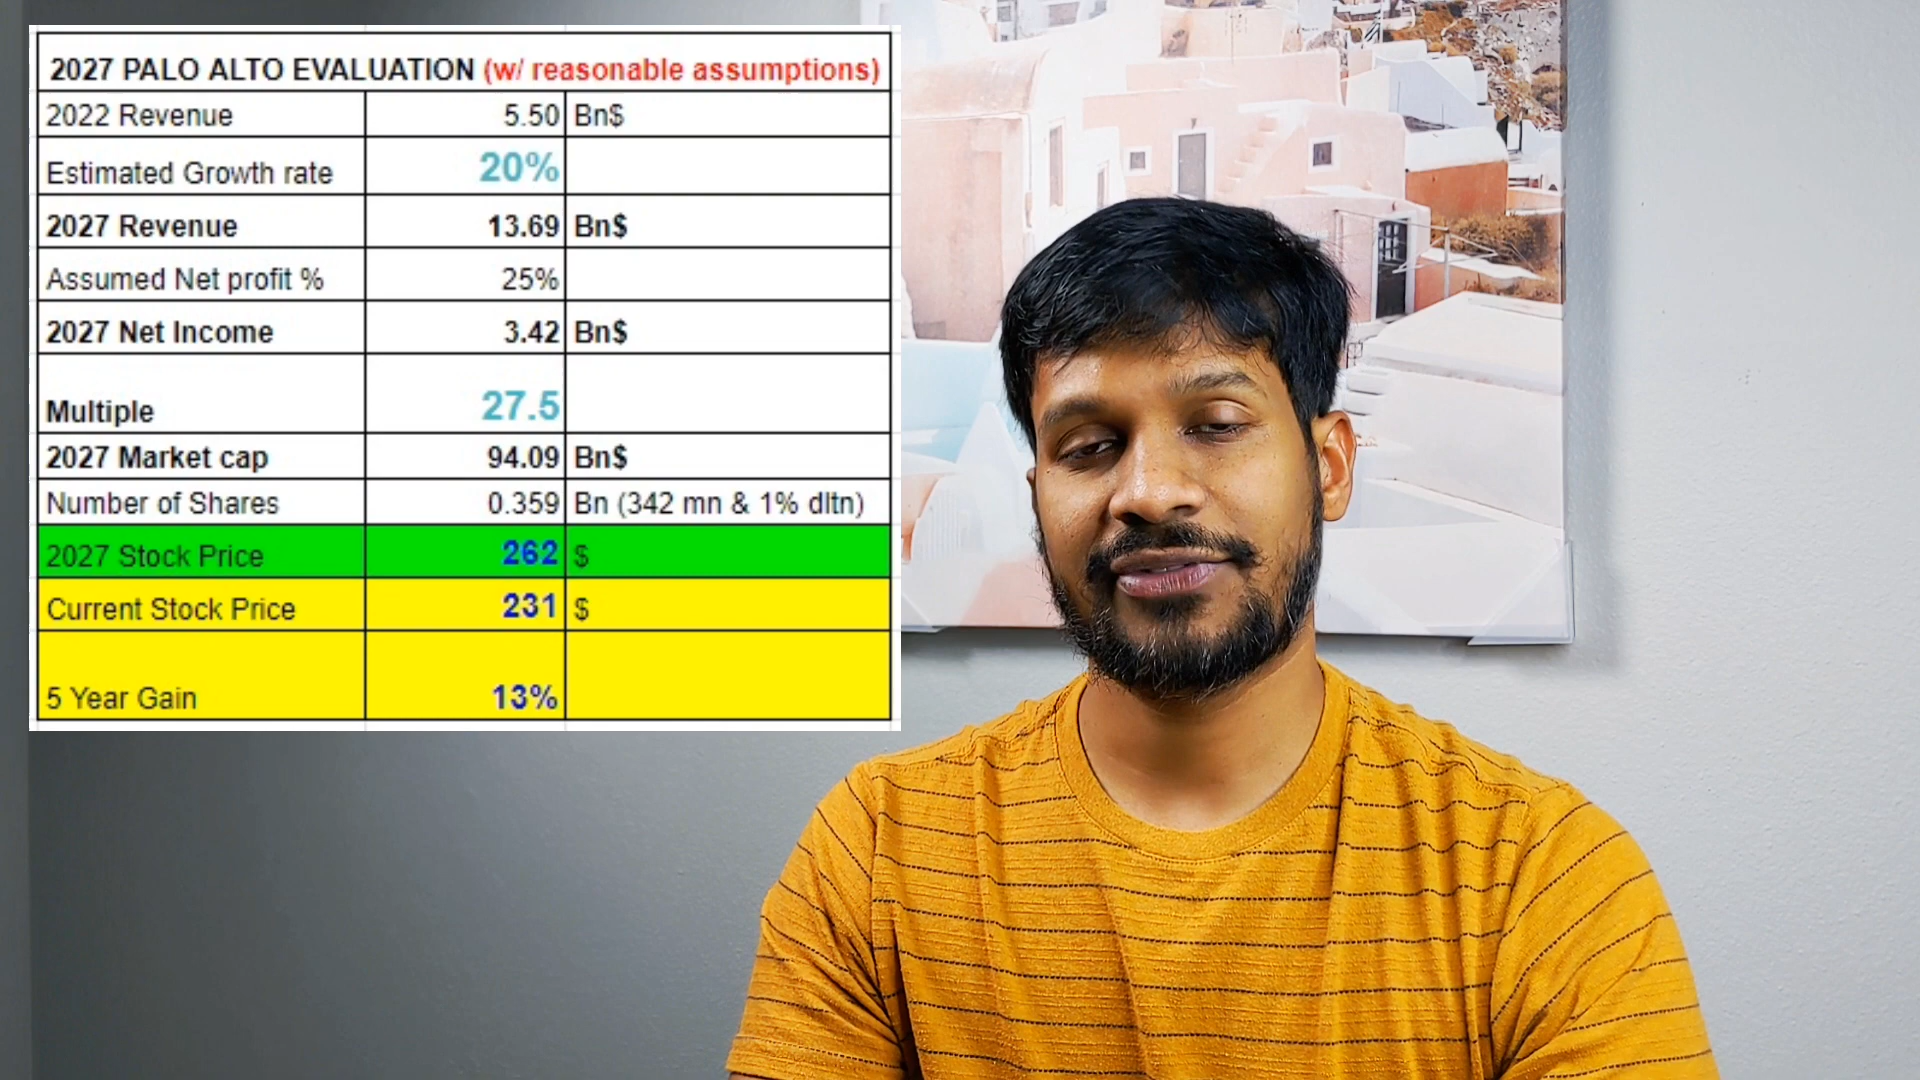 2027 PALO ALTO EVALUATION (w/ reasonable assumptions)
2022 Revenue 5.50 Bn$
Estimated Growth rate 20%
2027 Revenue 13.69 Bn$
Assumed Net profit % 25%
2027 Net Income 3.42 Bn$
Multiple 27.5
2027 Market cap 94.09 Bn$
Number of Shares 0.359 Bn (342 mn & 1% dltn)
2027 Stock Price 262 $
Current Stock Price 231 $
5 Year Gain 13%